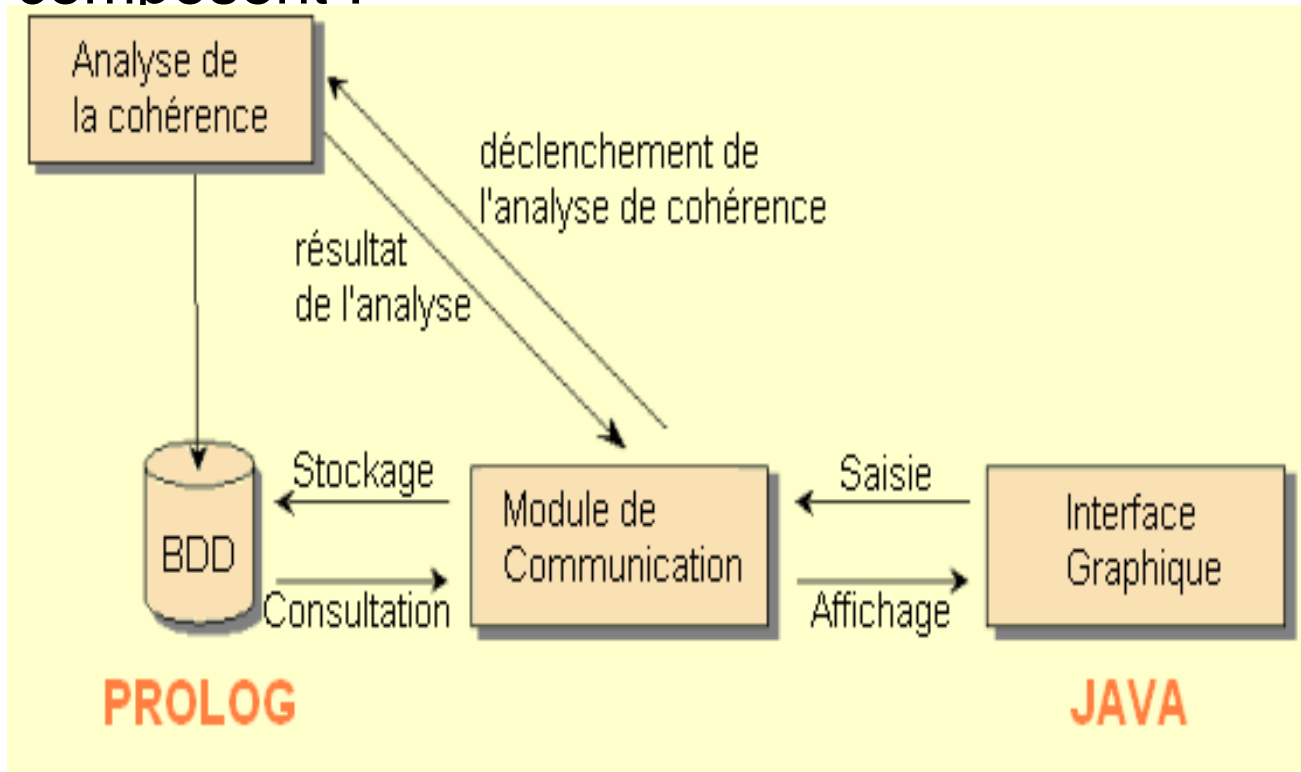 composent :
Analyse de
la cohérence
déclenchement de
l'analyse de cohérence
résultat
de l'analyse
Stockage
Saisie
BDD
Module de
Communication
Interface
Graphique
Consultation
Affichage
PROLOG
JAVA